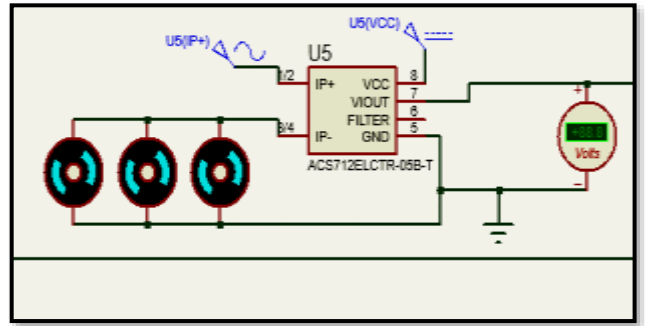 U5(VCC)
U5(IP+)
U5
1/2
IP+
VCC
8
VIOUT
7
FILTER
6
3/4
IP-
GND
5
ACS712ELCTR-05B-T
+88.8
Volts